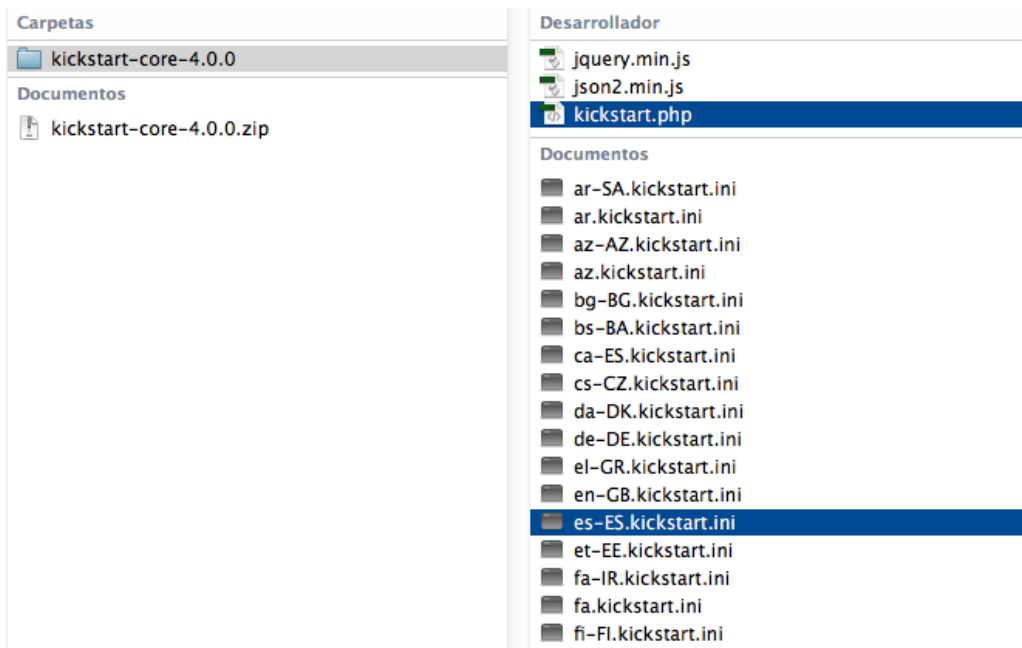 Carpetas
kickstart-core-4.0.0
Documentos
kickstart-core-4.0.0.zip
Desarrollador
jquery.min.js
json2.min.js
kickstart.php
Documentos
ar-SA.kickstart.ini
ar.kickstart.ini
az-AZ.kickstart.ini
az.kickstart.ini
bg-BG.kickstart.ini
bs-BA.kickstart.ini
ca-ES.kickstart.ini
cs-CZ.kickstart.ini
da-DK.kickstart.ini
de-DE.kickstart.ini
el-GR.kickstart.ini
en-GB.kickstart.ini
es-ES.kickstart.ini
et-EE.kickstart.ini
fa-IR.kickstart.ini
fa.kickstart.ini
fi-FI.kickstart.ini